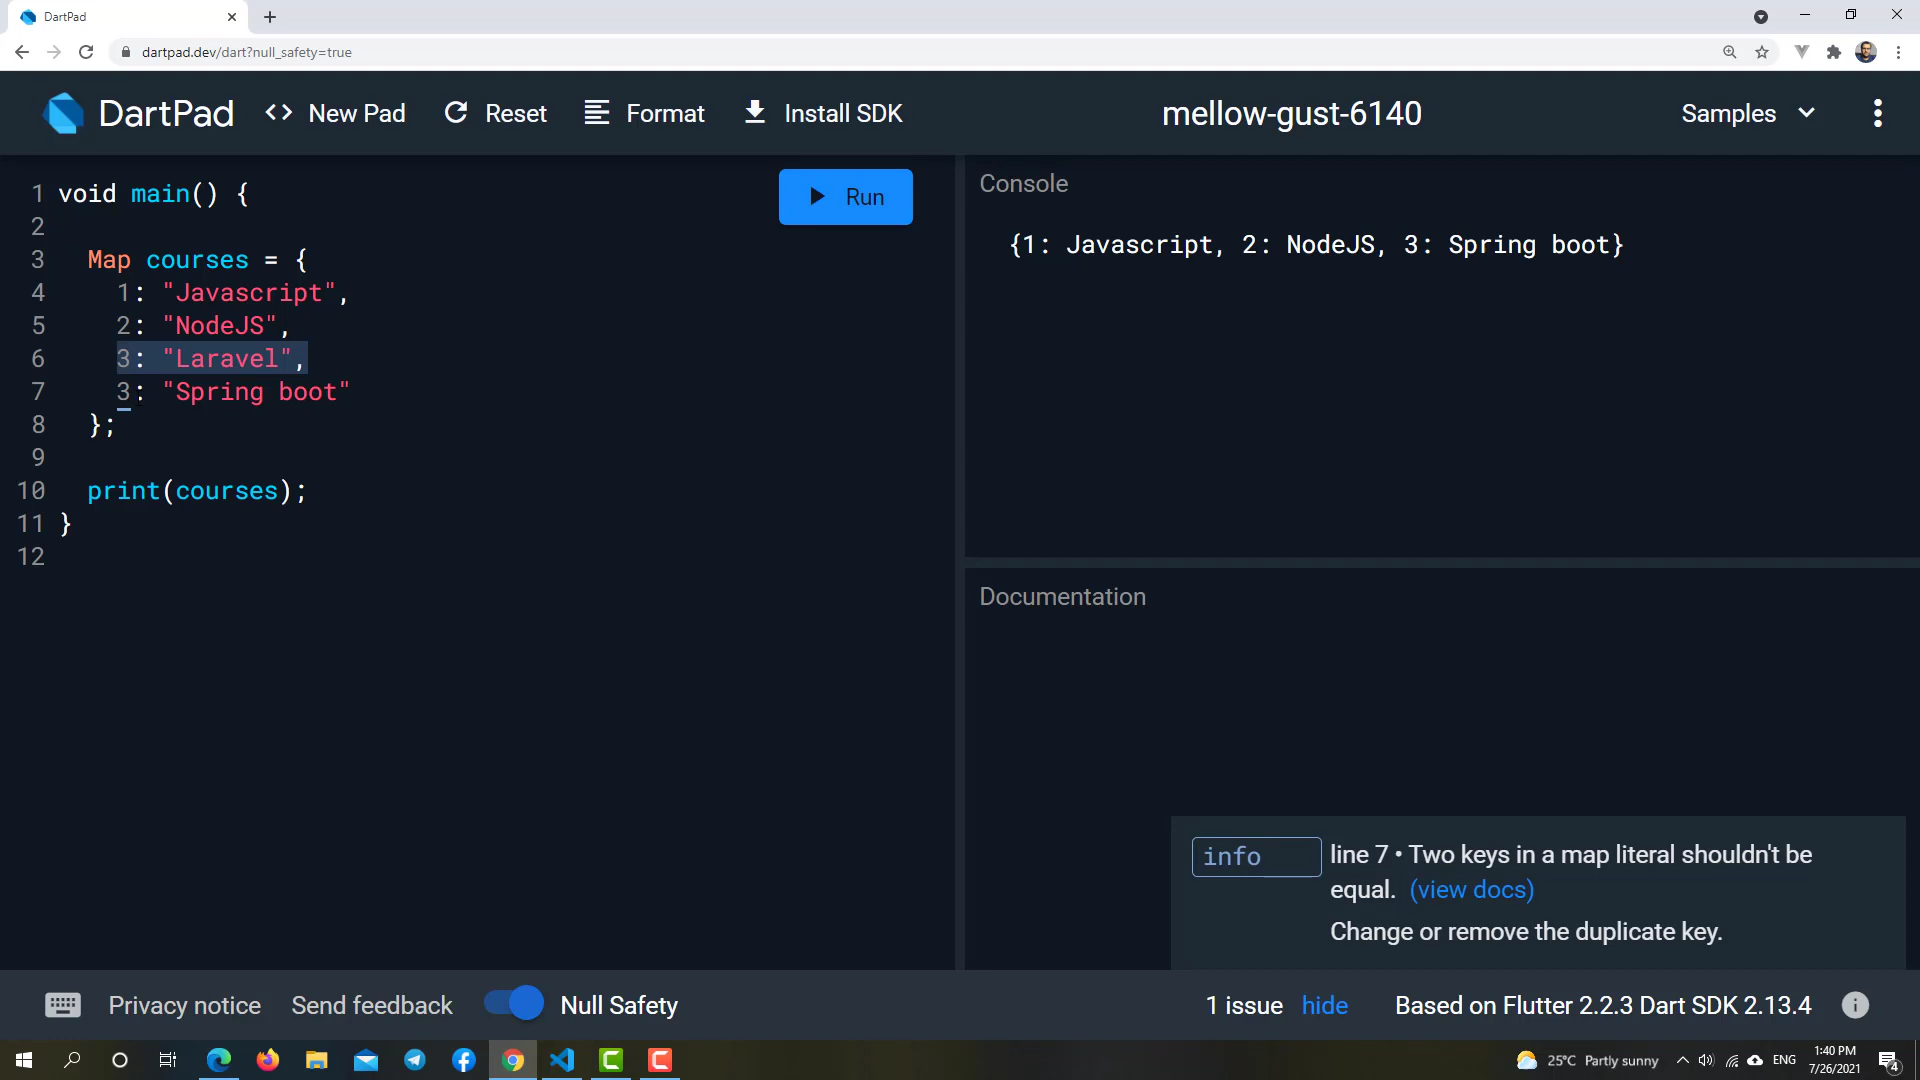 DartPad
dartpad.dev/dart?null_safety=true
DartPad
<> New Pad
Reset
Format
Install SDK
mellow-gust-6140
Samples
1 void main() {
2
3 Map courses = {
4 1: "Javascript",
5 2: "NodeJS",
6 3: "Laravel",
7 3: "Spring boot"
8 };
9
10 print(courses);
11 }
12
Run
Console
{1: Javascript, 2: NodeJS, 3: Spring boot}
Documentation
info
line 7 • Two keys in a map literal shouldn't be
equal. (view docs)
Change or remove the duplicate key.
Privacy notice
Send feedback
Null Safety
1 issue hide
Based on Flutter 2.2.3 Dart SDK 2.13.4
25°C Partly sunny
ENG
1:40 PM
7/26/2021
4